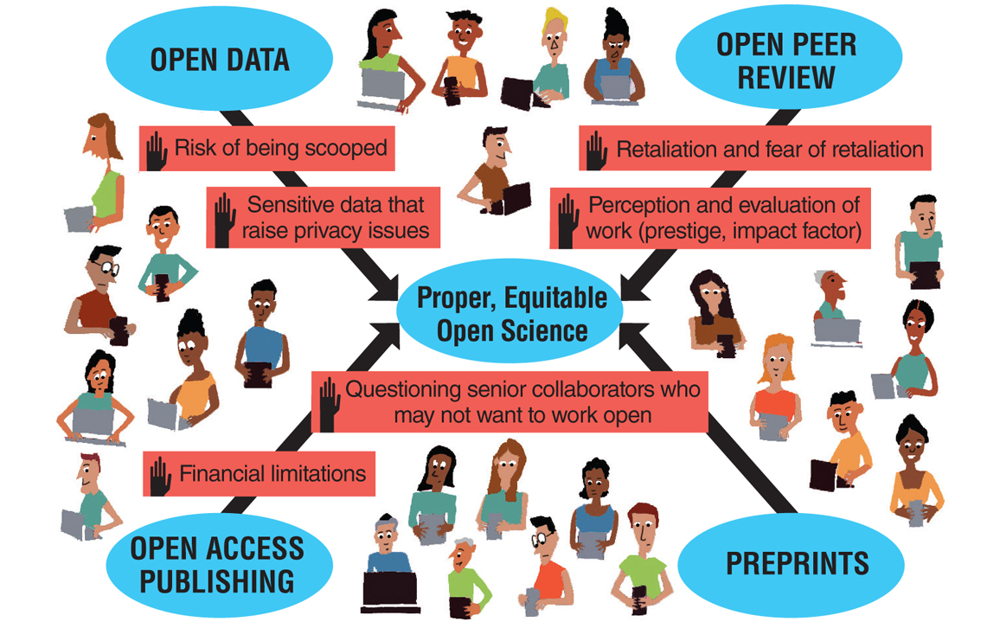 OPEN DATA
OPEN PEER
REVIEW
Risk of being scooped
Retaliation and fear of retaliation
Sensitive data that
raise privacy issues
Perception and evaluation of
work (prestige, impact factor)
Proper, Equitable
Open Science
Questioning senior collaborators who
may not want to work open
Financial limitations
OPEN ACCESS
PUBLISHING
PREPRINTS